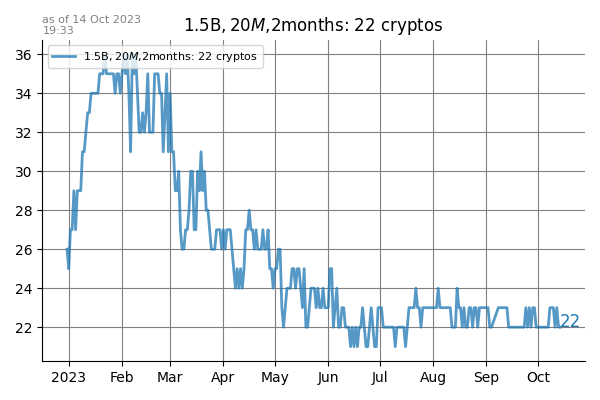 as of 14 Oct 2023
19:33
1.5B, 20M, 2months: 22 cryptos
1.5B, 20M, 2months: 22 cryptos
36
34
32
30
28
26
24
22
22
2023 Feb Mar Apr May Jun Jul Aug Sep Oct